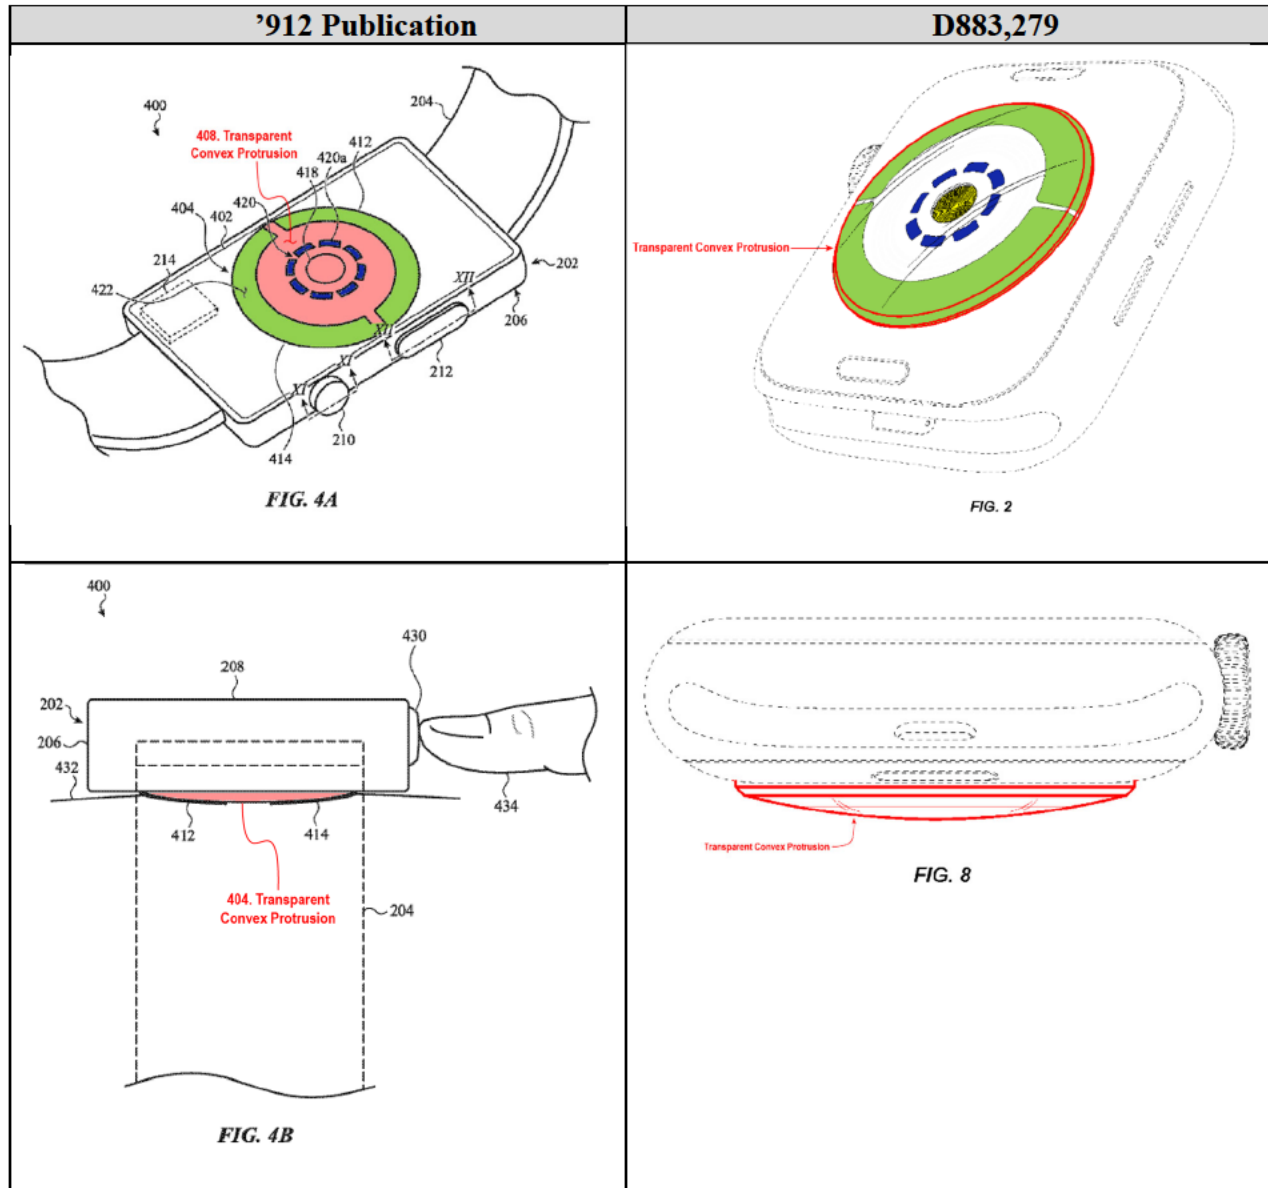 ’912 Publication
D883,279
400
204
408. Transparent
Convex Protrusion
412
420a
418
420
402
404
214
422
XII
202
206
XII
XI
212
XI
210
414
FIG. 4A
Transparent Convex Protrusion
FIG. 2
400
430
208
202
206
432
434
412
414
404. Transparent
Convex Protrusion
204
FIG. 4B
Transparent Convex Protrusion
FIG. 8